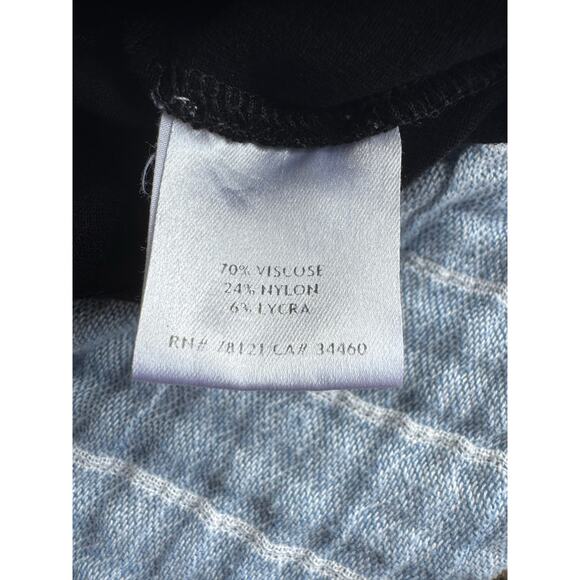 70% VISCOSE
24% NYLON
6% LYCRA
RN# 78121 CA# 34460